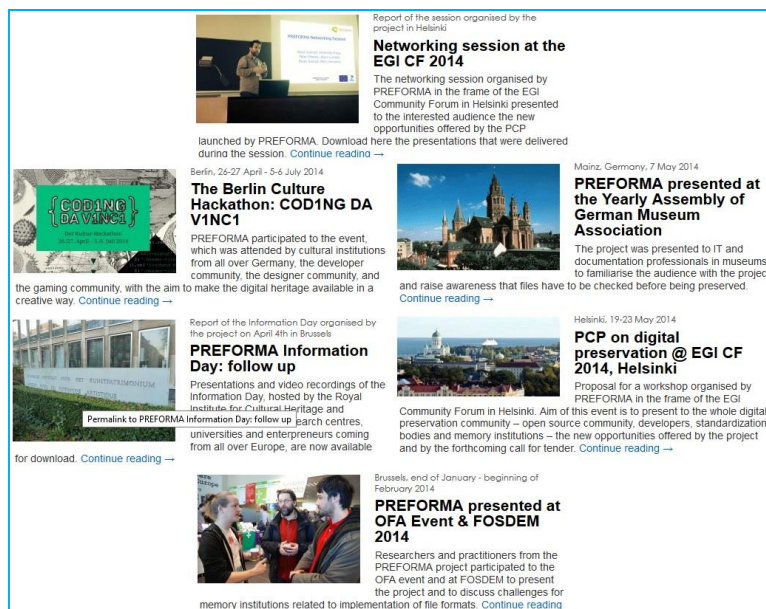 Report of the session organised by the
project in Helsinki
Networking session at the
EGI CF 2014
The networking session organised by
PREFORMA in the frame of the EGI
Community Forum in Helsinki presented
to the interested audience the new
opportunities offered by the PCP
launched by PREFORMA. Download here the presentations that were delivered
during the session. Continue reading →
PREFORMA Networking Session
Berlin, 26-27 April - 5-6 July 2014
The Berlin Culture
Hackathon: COD1NG DA
V1NC1
PREFORMA participated to the event,
which was attended by cultural institutions
from all over Germany, the developer
community, the designer community, and
the gaming community, with the aim to make the digital heritage available in a
creative way. Continue reading →
{COD1NG
DA V1NC1}
Der Kultur-Hackathon
Mainz, Germany, 7 May 2014
PREFORMA presented at
the Yearly Assembly of
German Museum
Association
The project was presented to IT and
documentation professionals in museums
to familiarise the audience with the projec
and raise awareness that files have to be checked before being preserved.
Continue reading →
Report of the Information Day organised by
the project on April 4th in Brussels
PREFORMA Information
Day: follow up
Presentations and video recordings of the
Information Day, hosted by the Royal
Institute for Cultural Heritage and
earch centres,
universities and enterpreneurs coming
from all over Europe, are now available
for download. Continue reading →
Permalink to PREFORMA Information Day: follow up
Helsinki, 19-23 May 2014
PCP on digital
preservation @ EGI CF
2014, Helsinki
Proposal for a workshop organised by
PREFORMA in the frame of the EGI
Community Forum in Helsinki. Aim of this event is to present to the whole digital
preservation community – open source community, developers, standardization
bodies and memory institutions – the new opportunities offered by the project
and by the forthcoming call for tender. Continue reading →
Brussels, end of January - beginning of
February 2014
PREFORMA presented at
OFA Event & FOSDEM
2014
Researchers and practitioners from the
PREFORMA project participated to the
OFA event and at FOSDEM to present
the project and to discuss challenges for
memory institutions related to implementation of file formats. Continue reading